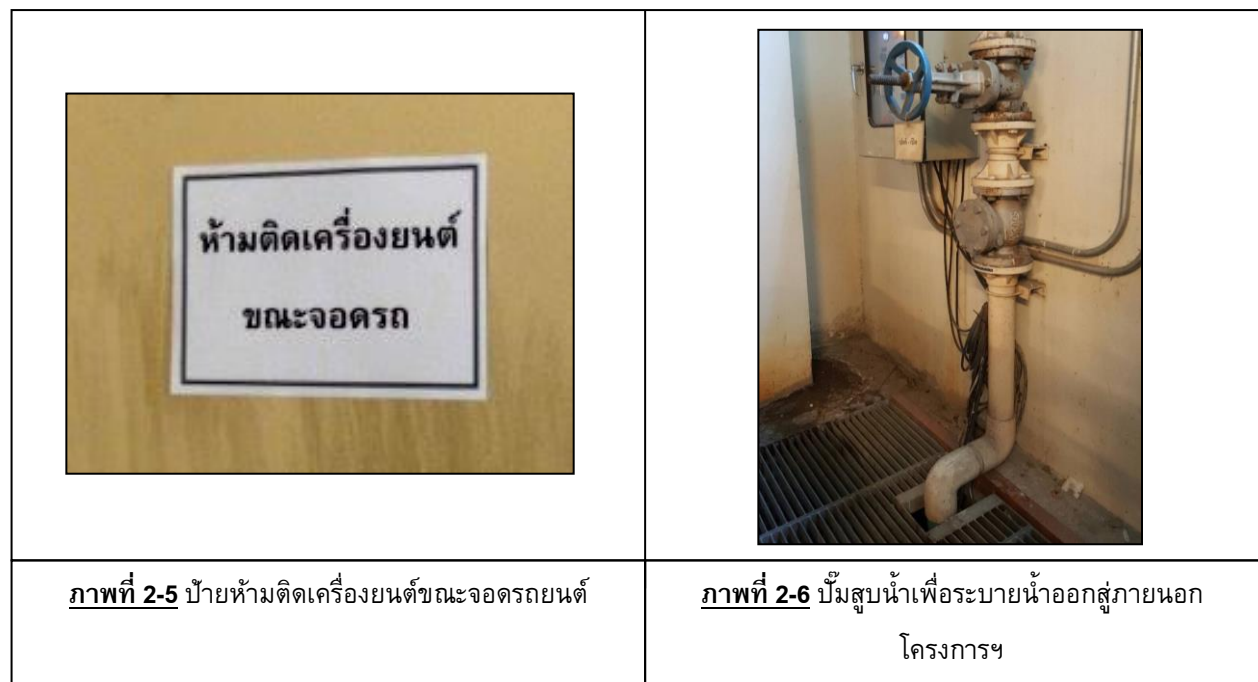 ห้ามติดเครื่องยนต์
ขณะจอดรถ
ภาพที่ 2-5 ป้ายห้ามติดเครื่องยนต์ขณะจอดรถยนต์
ภาพที่ 2-6 ปั๊มสูบน้ำเพื่อระบายน้ำออกสู่ภายนอก
โครงการฯ